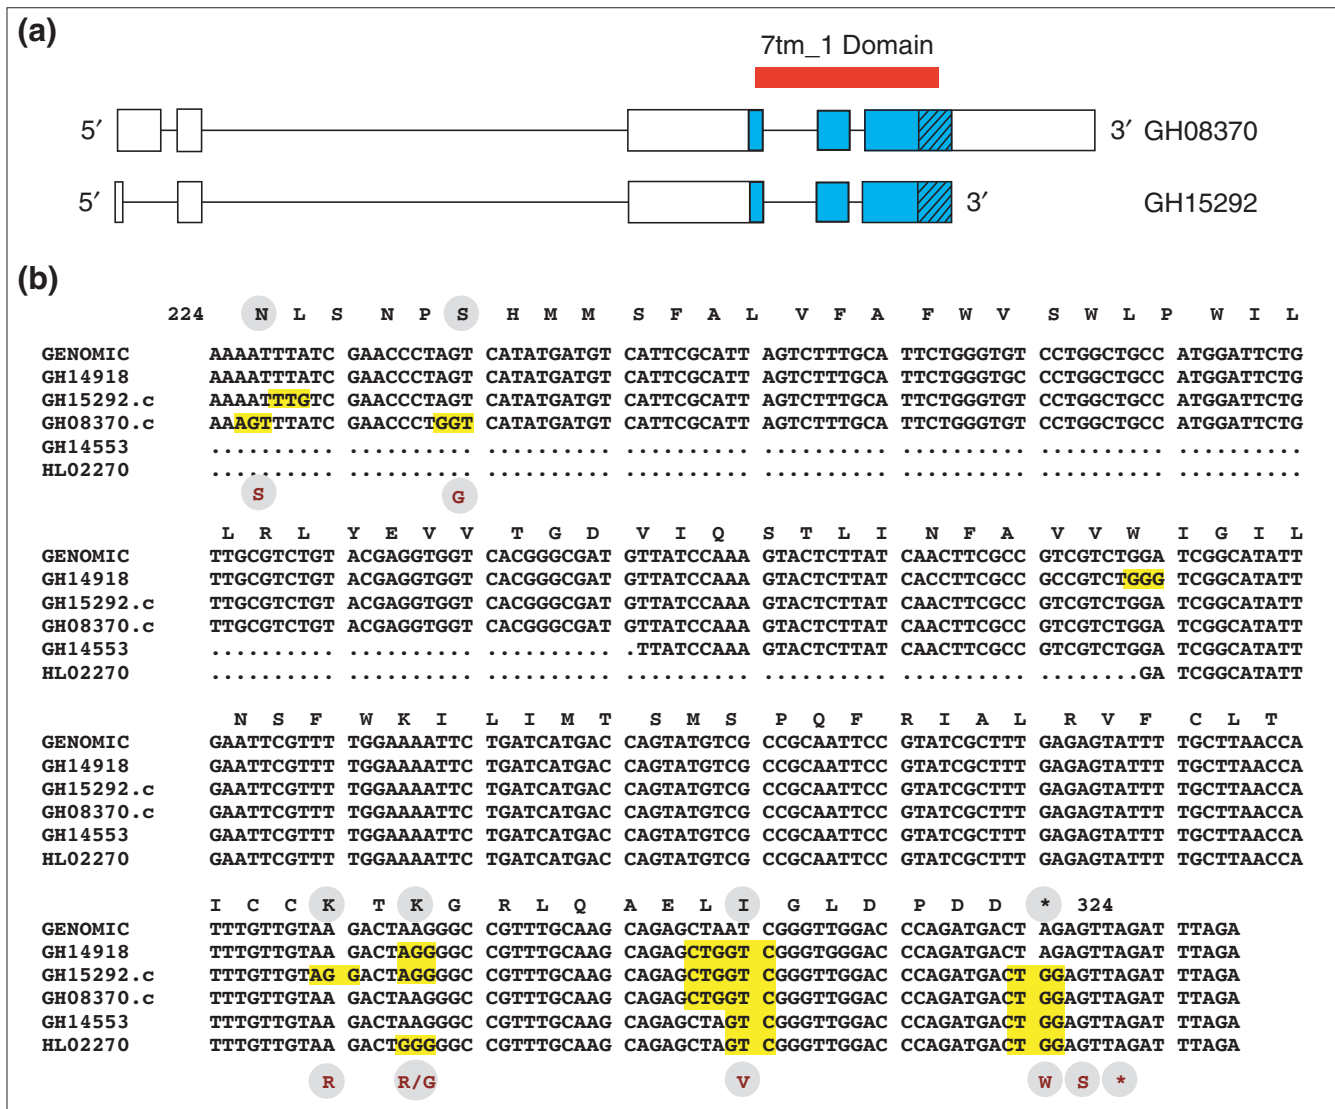 (a)
7tm_1 Domain
5′ 3′ GH08370
5′ 3′ GH15292
(b)
224 N L S N P S H M M S F A L V F A F W V S W L P W I L
GENOMIC AAAATTTATC GAACCCTAGT CATATGATGT CATTCGCATT AGTCTTTGCA TTCTGGGTGT CCTGGCTGCC ATGGATTCTG
GH14918 AAAATTTATC GAACCCTAGT CATATGATGT CATTCGCATT AGTCTTTGCA TTCTGGGTGC CCTGGCTGCC ATGGATTCTG
GH15292.c AAAATTTGTC GAACCCTAGT CATATGATGT CATTCGCATT AGTCTTTGCA TTCTGGGTGT CCTGGCTGCC ATGGATTCTG
GH08370.c AAAGTTTATC GAACCCTGGT CATATGATGT CATTCGCATT AGTCTTTGCA TTCTGGGTGT CCTGGCTGCC ATGGATTCTG
GH14553 .......... .......... .......... .......... .......... .......... .......... ..........
HL02270 .......... .......... .......... .......... .......... .......... .......... ..........
S G
L R L Y E V V T G D V I Q S T L I N F A V V W I G I L
GENOMIC TTGCGTCTGT ACGAGGTGGT CACGGGCGAT GTTATCCAAA GTACTCTTAT CAACTTCGCC GTCGTCTGGA TCGGCATATT
GH14918 TTGCGTCTGT ACGAGGTGGT CACGGGCGAT GTTATCCAAA GTACTCTTAT CACCTTCGCC GCCGTCTGGG TCGGCATATT
GH15292.c TTGCGTCTGT ACGAGGTGGT CACGGGCGAT GTTATCCAAA GTACTCTTAT CAACTTCGCC GTCGTCTGGA TCGGCATATT
GH08370.c TTGCGTCTGT ACGAGGTGGT CACGGGCGAT GTTATCCAAA GTACTCTTAT CAACTTCGCC GTCGTCTGGA TCGGCATATT
GH14553 .......... .......... .......... .TTATCCAAA GTACTCTTAT CAACTTCGCC GTCGTCTGGA TCGGCATATT
HL02270 .......... .......... .......... .......... .......... .......... ........GA TCGGCATATT
N S F W K I L I M T S M S P Q F R I A L R V F C L T
GENOMIC GAATTCGTTT TGGAAAATTC TGATCATGAC CAGTATGTCG CCGCAATTCC GTATCGCTTT GAGAGTATTT TGCTTAACCA
GH14918 GAATTCGTTT TGGAAAATTC TGATCATGAC CAGTATGTCG CCGCAATTCC GTATCGCTTT GAGAGTATTT TGCTTAACCA
GH15292.c GAATTCGTTT TGGAAAATTC TGATCATGAC CAGTATGTCG CCGCAATTCC GTATCGCTTT GAGAGTATTT TGCTTAACCA
GH08370.c GAATTCGTTT TGGAAAATTC TGATCATGAC CAGTATGTCG CCGCAATTCC GTATCGCTTT GAGAGTATTT TGCTTAACCA
GH14553 GAATTCGTTT TGGAAAATTC TGATCATGAC CAGTATGTCG CCGCAATTCC GTATCGCTTT GAGAGTATTT TGCTTAACCA
HL02270 GAATTCGTTT TGGAAAATTC TGATCATGAC CAGTATGTCG CCGCAATTCC GTATCGCTTT GAGAGTATTT TGCTTAACCA
I C C K T K G R L Q A E L I G L D P D D * 324
GENOMIC TTTGTTGTAA GACTAAGGGC CGTTTGCAAG CAGAGCTAAT CGGGTTGGAC CCAGATGACT AGAGTTAGAT TTAGA
GH14918 TTTGTTGTAA GACTAGGGGC CGTTTGCAAG CAGAGCTGGT CGGGTTGGAC CCAGATGACT AGAGTTAGAT TTAGA
GH15292.c TTTGTTGTAG GACTAGGGGC CGTTTGCAAG CAGAGCTGGT CGGGTGGGAC CCAGATGACT GGAGTTAGAT TTAGA
GH08370.c TTTGTTGTAA GACTAAGGGC CGTTTGCAAG CAGAGCTGGT CGGGTTGGAC CCAGATGACT GGAGTTAGAT TTAGA
GH14553 TTTGTTGTAA GACTAAGGGC CGTTTGCAAG CAGAGCTAGT CGGGTTGGAC CCAGATGACT GGAGTTAGAT TTAGA
HL02270 TTTGTTGTAA GACTGGGGGC CGTTTGCAAG CAGAGCTAGT CGGGTTGGAC CCAGATGACT GGAGTTAGAT TTAGA
R R/G V W S *